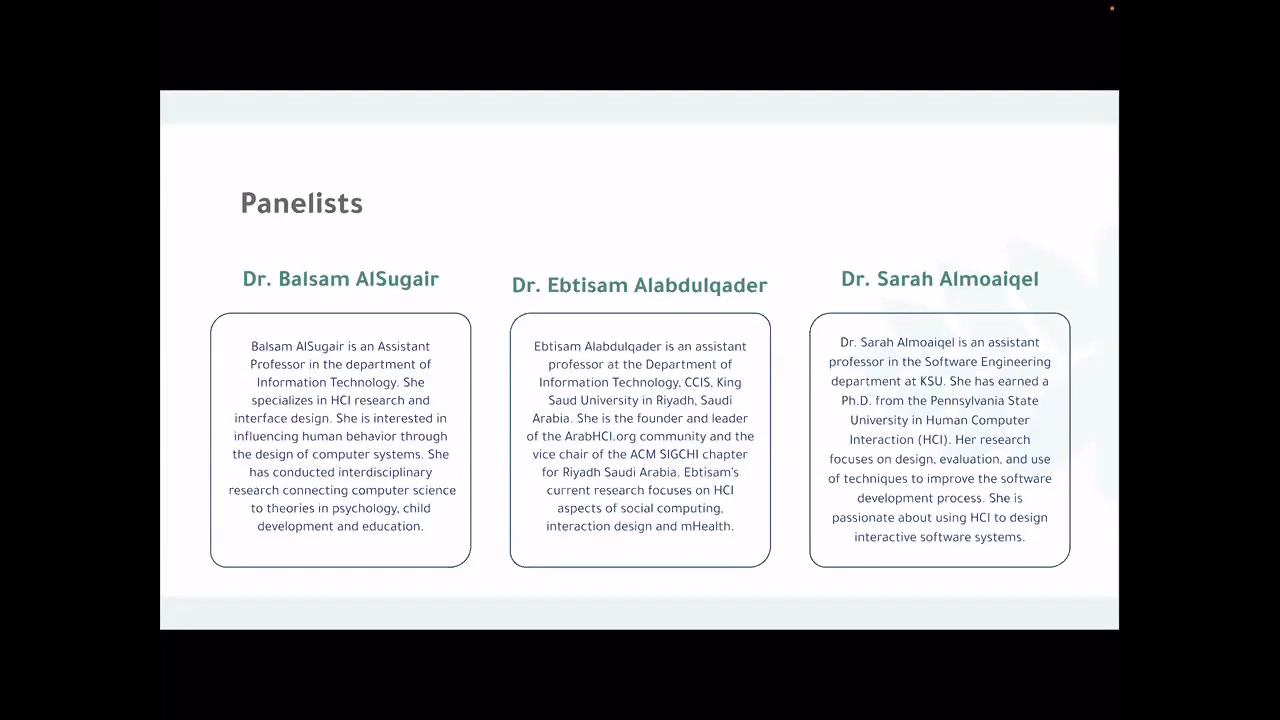 Panelists
Dr. Balsam AlSugair
Balsam AlSugair is an Assistant
Professor in the department of
Information Technology. She
specializes in HCI research and
interface design. She is interested in
influencing human behavior through
the design of computer systems. She
has conducted interdisciplinary
research connecting computer science
to theories in psychology, child
development and education.
Dr. Ebtisam Alabdulqader
Ebtisam Alabdulqader is an assistant
professor at the Department of
Information Technology, CCIS, King
Saud University in Riyadh, Saudi
Arabia. She is the founder and leader
of the ArabHCI.org community and the
vice chair of the ACM SIGCHI chapter
for Riyadh Saudi Arabia. Ebtisam's
current research focuses on HCI
aspects of social computing,
interaction design and mHealth.
Dr. Sarah Almoaiqel
Dr. Sarah Almoaiqel is an assistant
professor in the Software Engineering
department at KSU. She has earned a
Ph.D. from the Pennsylvania State
University in Human Computer
Interaction (HCI). Her research
focuses on design, evaluation, and use
of techniques to improve the software
development process. She is
passionate about using HCI to design
interactive software systems.